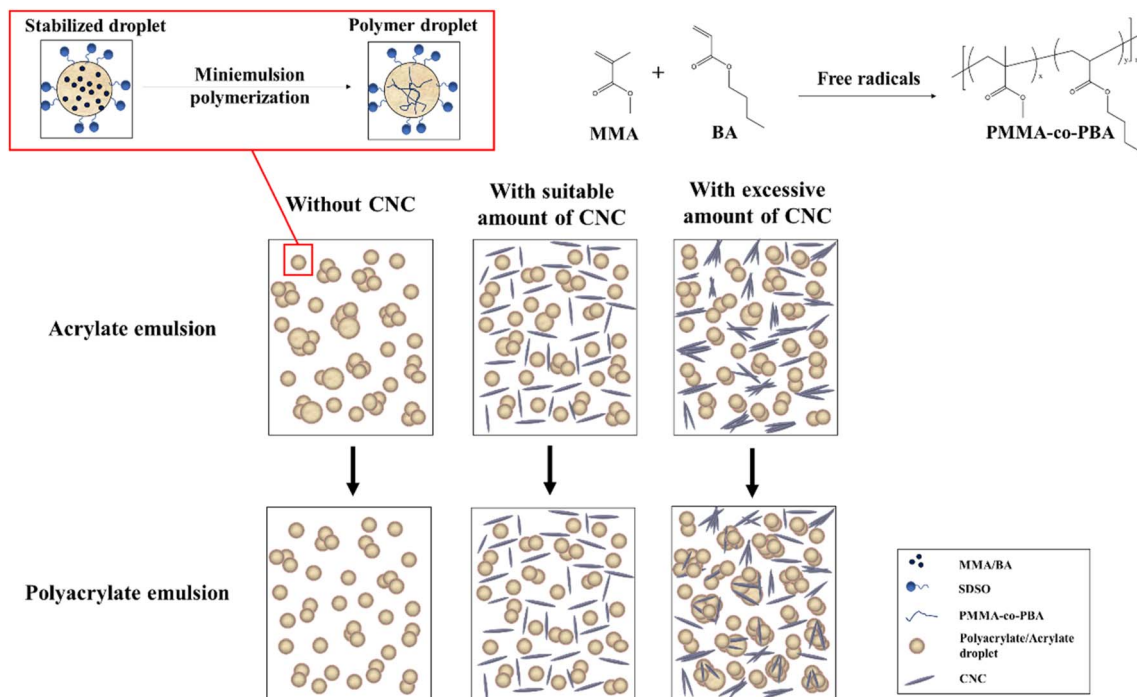 Stabilized droplet
Polymer droplet
Miniemulsion
polymerization
MMA
+
BA
Free radicals
PMMA-co-PBA
Without CNC
With suitable
amount of CNC
With excessive
amount of CNC
Acrylate emulsion
Polyacrylate emulsion
MMA/BA
SDSO
PMMA-co-PBA
Polyacrylate/Acrylate
droplet
CNC